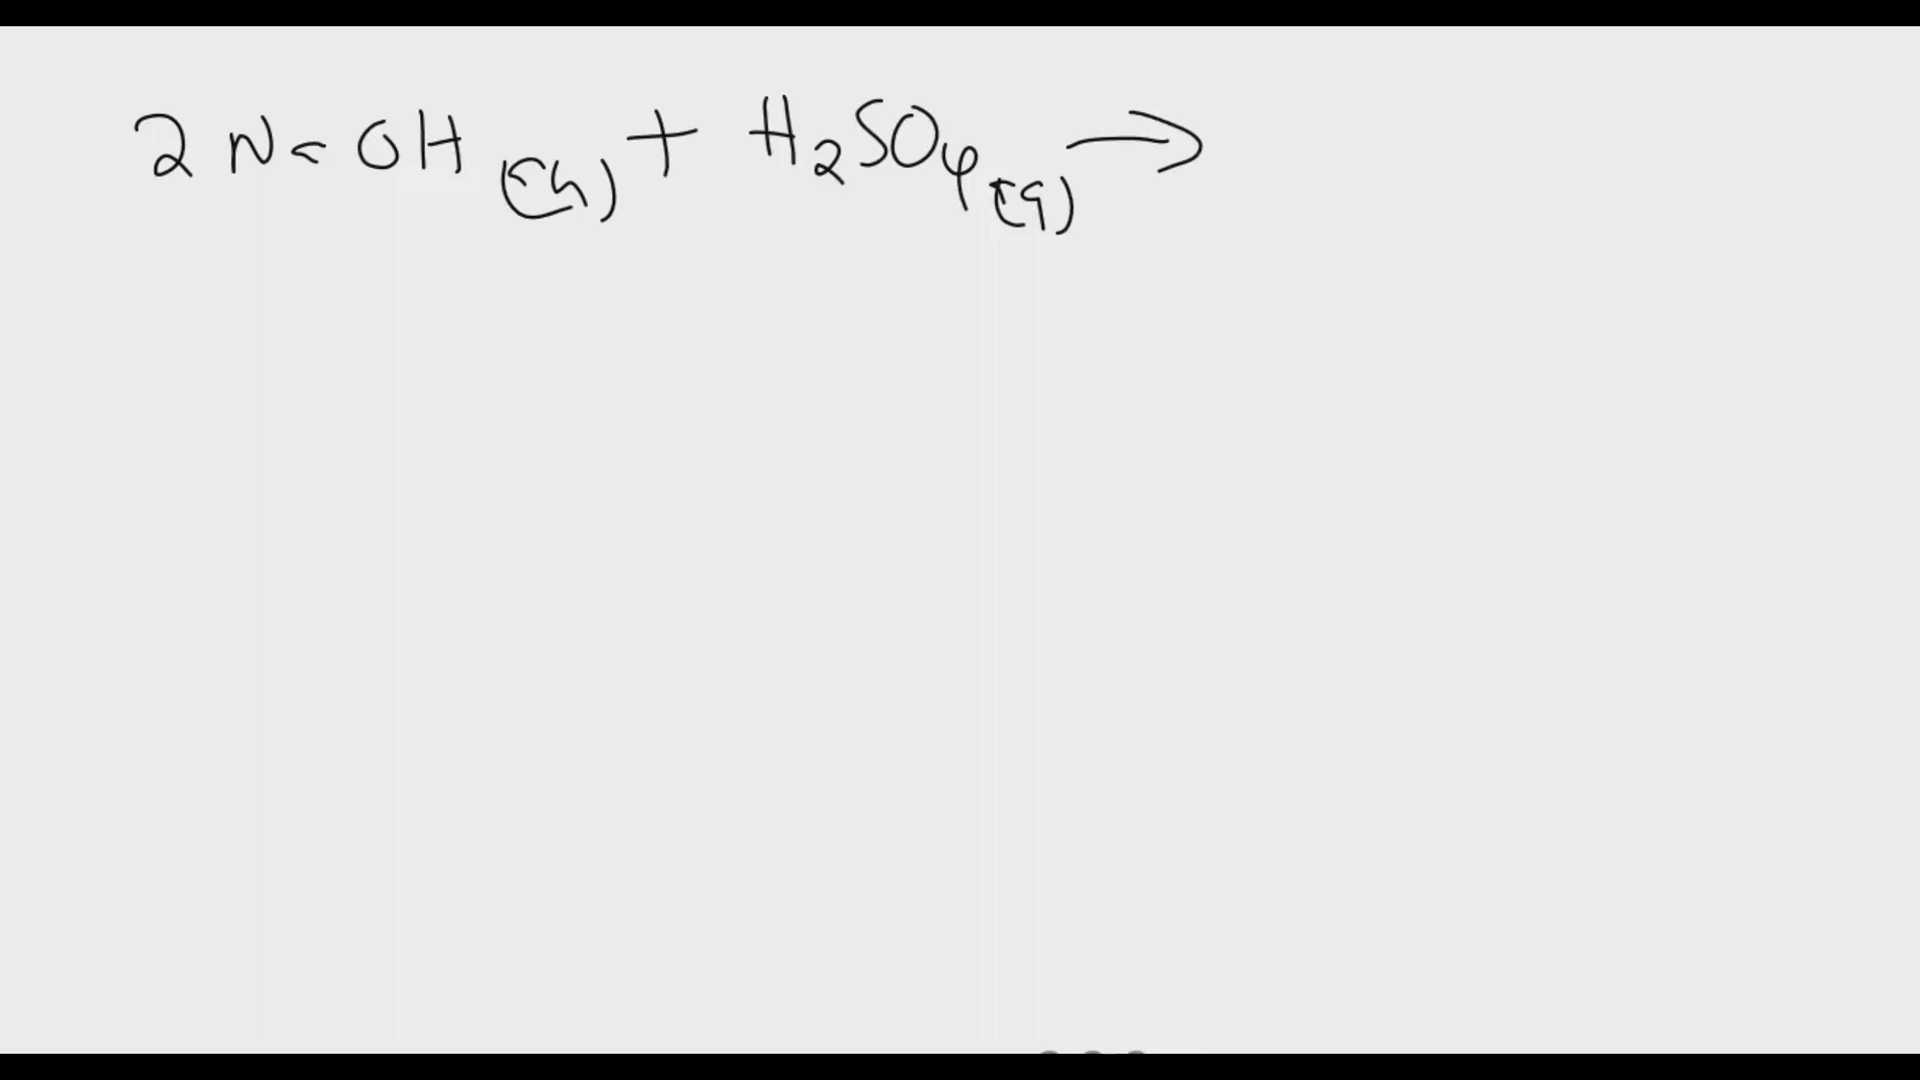 2 NaOH (aq) + H₂SO₄ (aq) →